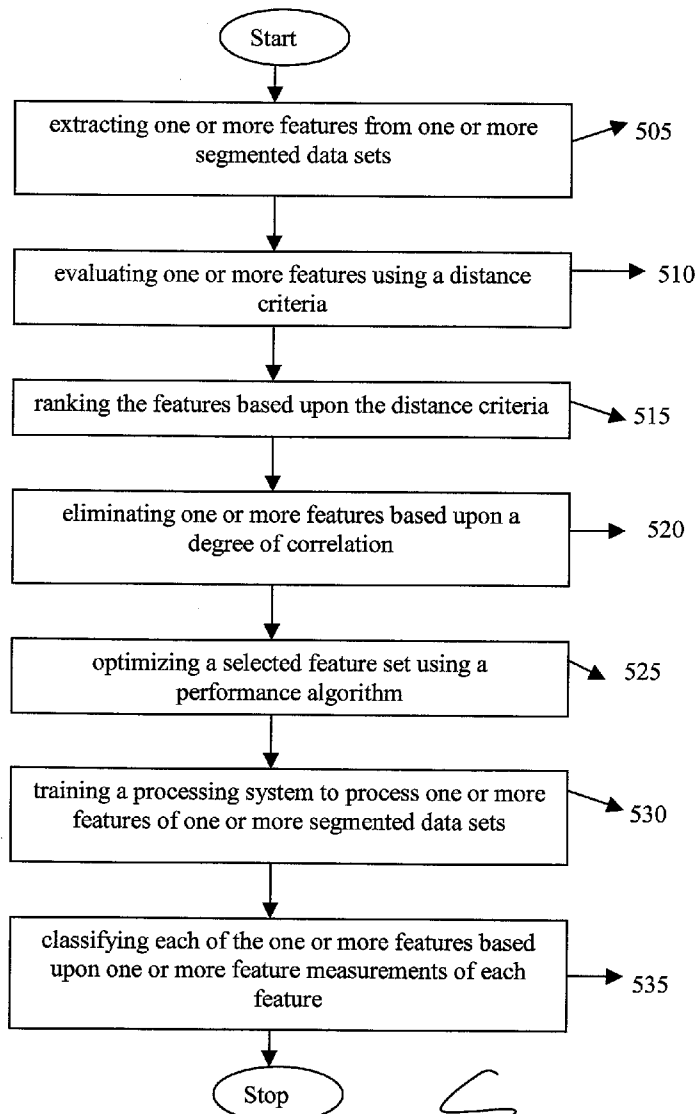 Start
extracting one or more features from one or more
segmented data sets
505
evaluating one or more features using a distance
criteria
510
ranking the features based upon the distance criteria
515
eliminating one or more features based upon a
degree of correlation
520
optimizing a selected feature set using a
performance algorithm
525
training a processing system to process one or more
features of one or more segmented data sets
530
classifying each of the one or more features based
upon one or more feature measurements of each
feature
535
Stop